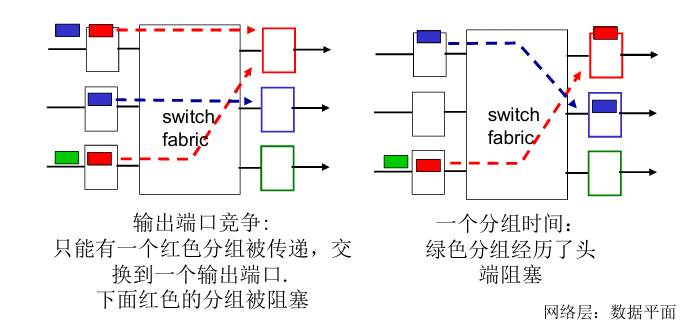 switch
fabric
输出端口竞争:
只能有一个红色分组被传递，交
换到一个输出端口.
下面红色的分组被阻塞
switch
fabric
一个分组时间：
绿色分组经历了头
端阻塞
网络层：数据平面